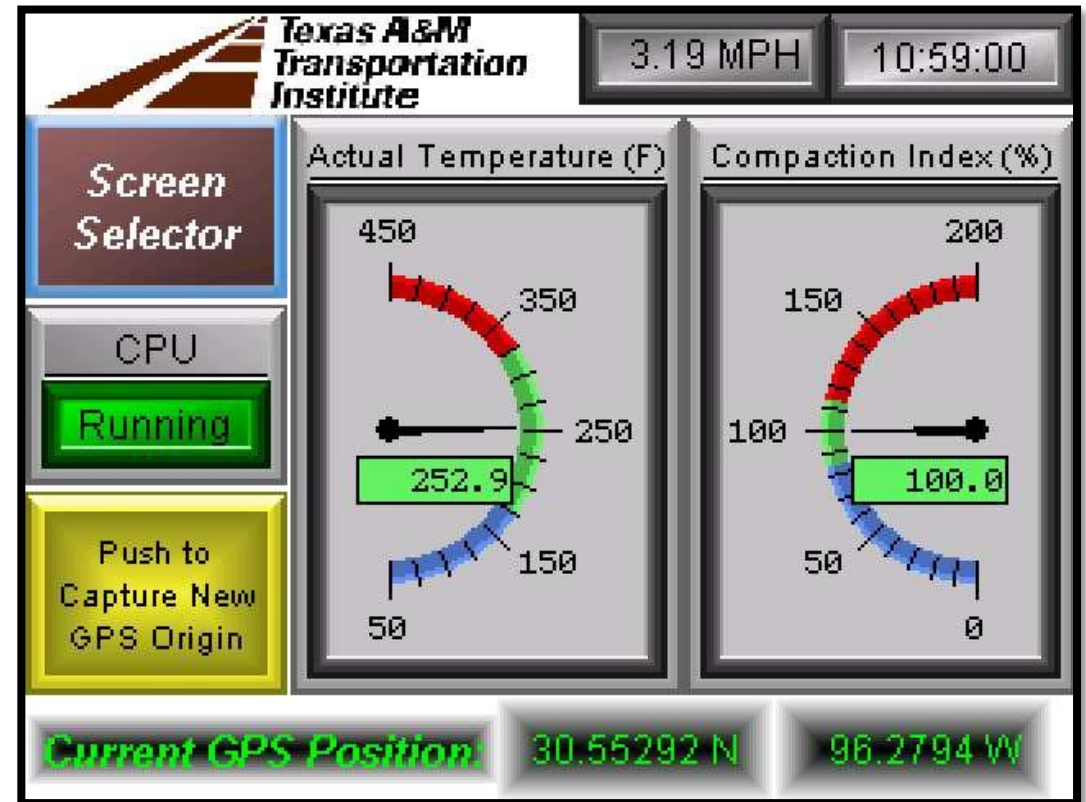 Texas A&M
Transportation
Institute
3.19 MPH
10:59:00
Screen
Selector
CPU
Running
Push to
Capture New
GPS Origin
Actual Temperature (F)
450
350
250
252.9
150
50
Compaction Index (%)
200
150
100
100.0
50
0
Current GPS Position:
30.55292 N
96.2794 W